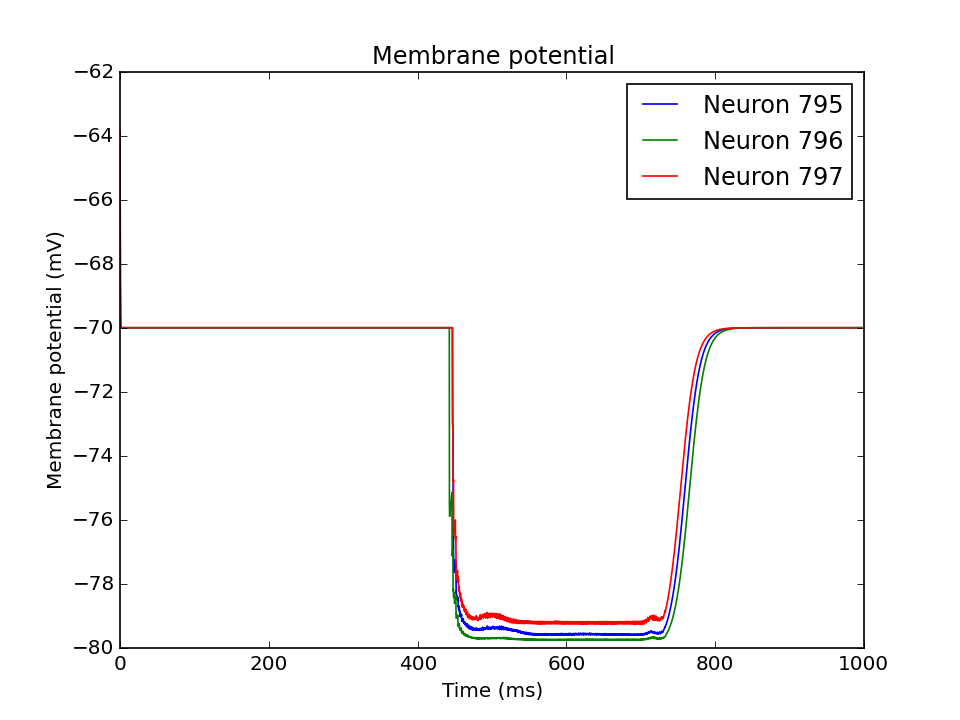 Membrane potential
Neuron 795
Neuron 796
Neuron 797
Membrane potential (mV)
−62
−64
−66
−68
−70
−72
−74
−76
−78
−80
0 200 400 600 800 1000
Time (ms)